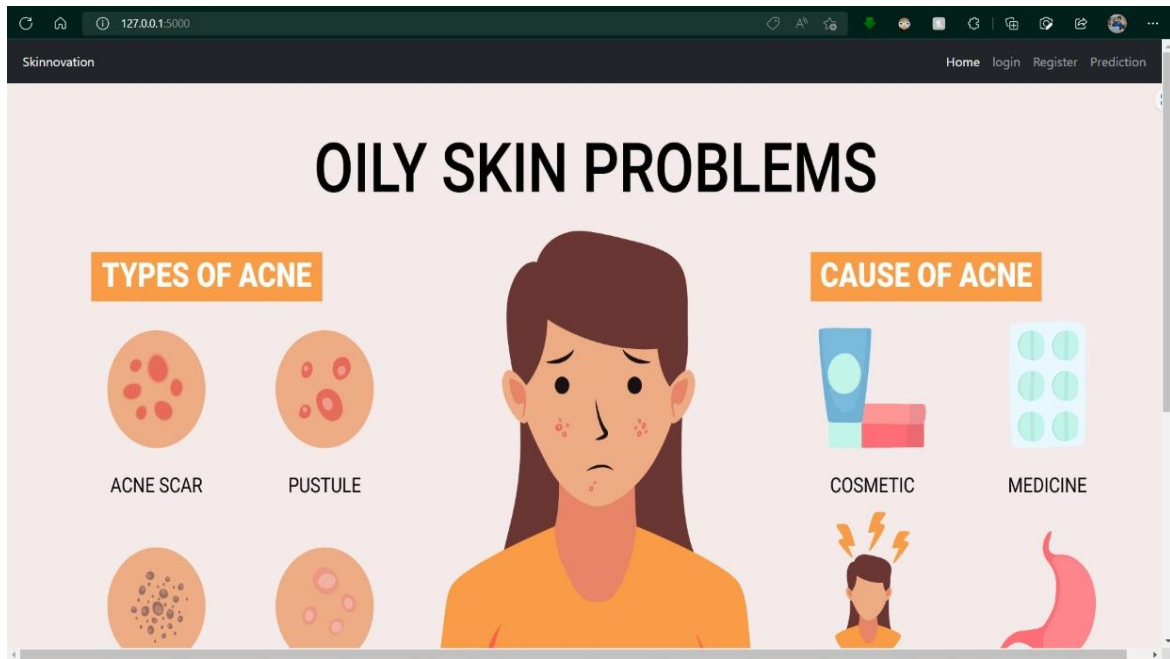 127.0.0.1:5000
Skinnovation
Home login Register Prediction
OILY SKIN PROBLEMS
TYPES OF ACNE
CAUSE OF ACNE
ACNE SCAR
PUSTULE
COSMETIC
MEDICINE